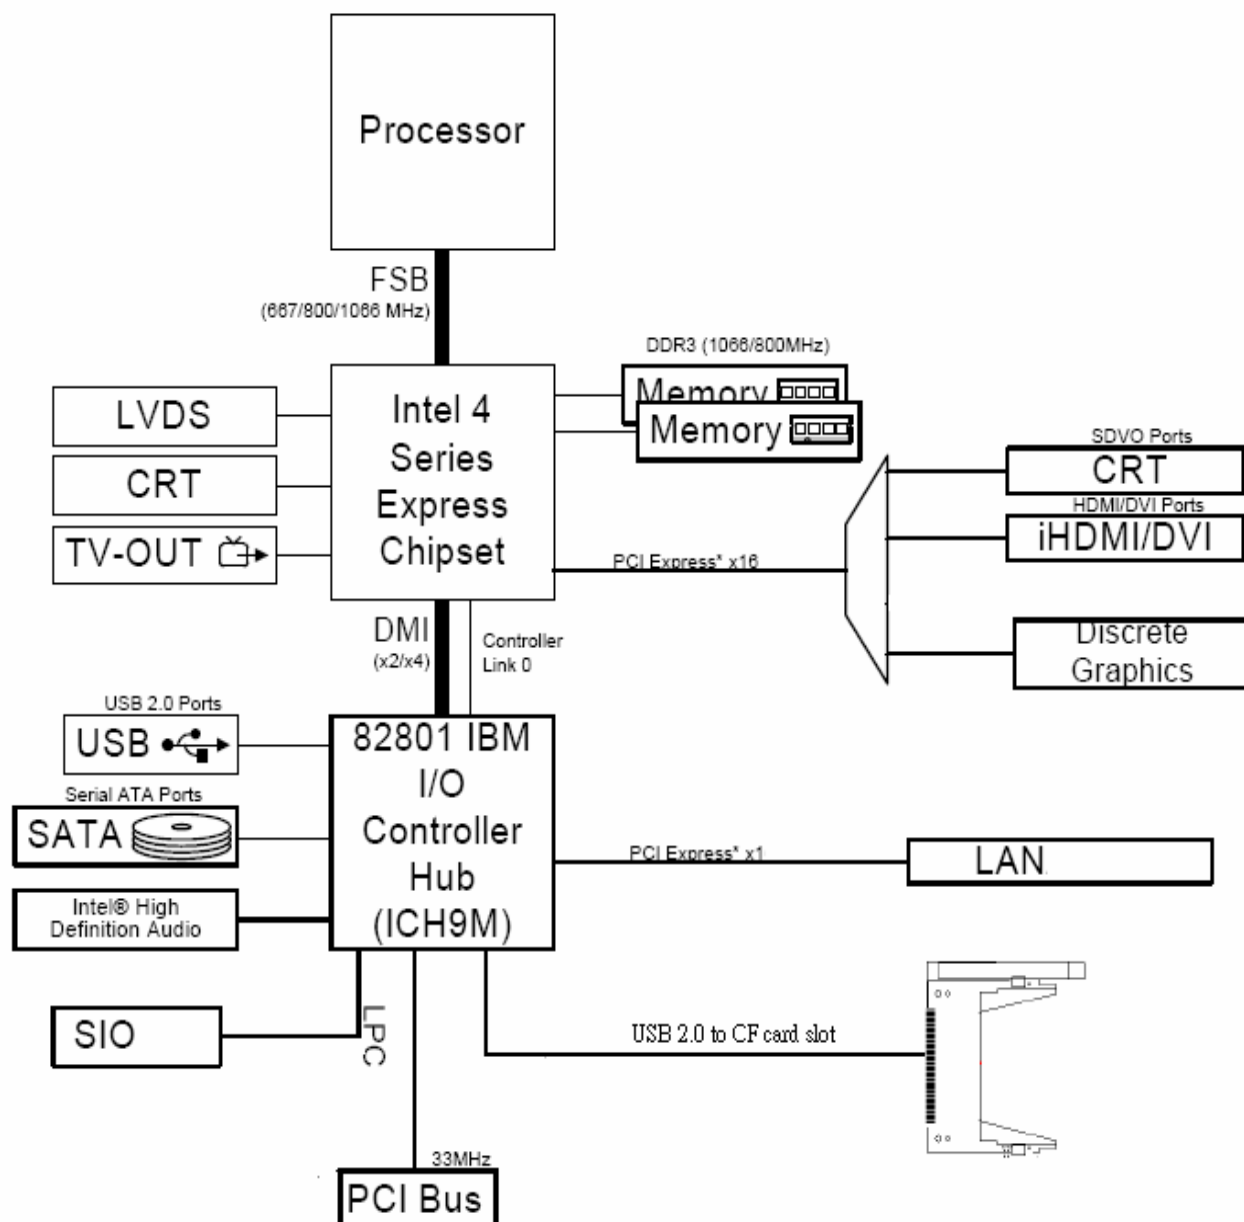 Processor
FSB
(667/800/1066 MHz)
DDR3 (1066/800MHz)
Memory
Memory
Intel 4
Series
Express
Chipset
LVDS
CRT
TV-OUT
SDVO Ports
CRT
HDMI/DVI Ports
iHDMI/DVI
PCI Express* x16
Discrete
Graphics
DMI
(x2/x4)
Controller
Link 0
USB 2.0 Ports
USB
Serial ATA Ports
SATA
Intel® High
Definition Audio
82801 IBM
I/O
Controller
Hub
(ICH9M)
PCI Express* x1
LAN
SIO
LPC
USB 2.0 to CF card slot
33MHz
PCI Bus